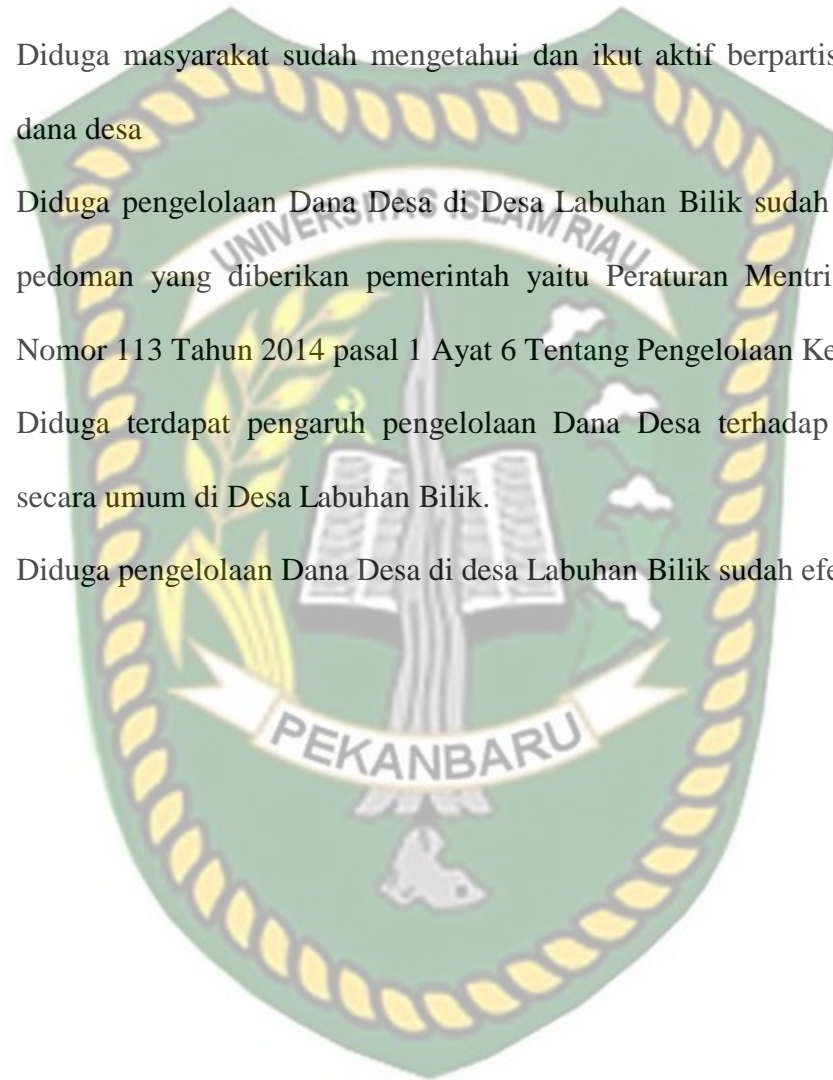 Diduga masyarakat sudah mengetahui dan ikut aktif berpartis
dana desa
Diduga pengelolaan Dana Desa di Desa Labuhan Bilik sudah
pedoman yang diberikan pemerintah yaitu Peraturan Mentri
Nomor 113 Tahun 2014 pasal 1 Ayat 6 Tentang Pengelolaan Ke
Diduga terdapat pengaruh pengelolaan Dana Desa terhadap
secara umum di Desa Labuhan Bilik.
Diduga pengelolaan Dana Desa di desa Labuhan Bilik sudah efe
UNIVERSITAS ISLAM RIAU
PEKANBARU